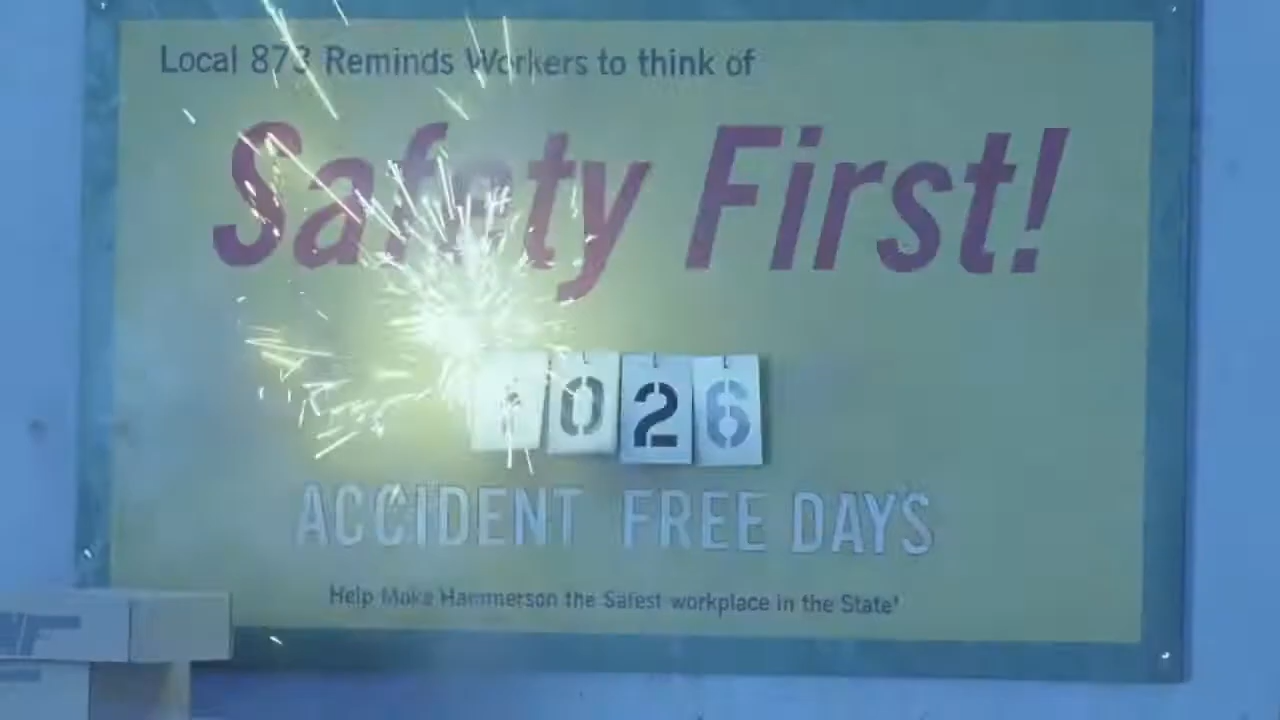 Local 873 Reminds Workers to think of
Safety First!
026
ACCIDENT FREE DAYS
Help Make Hammerson the Safest workplace in the State!